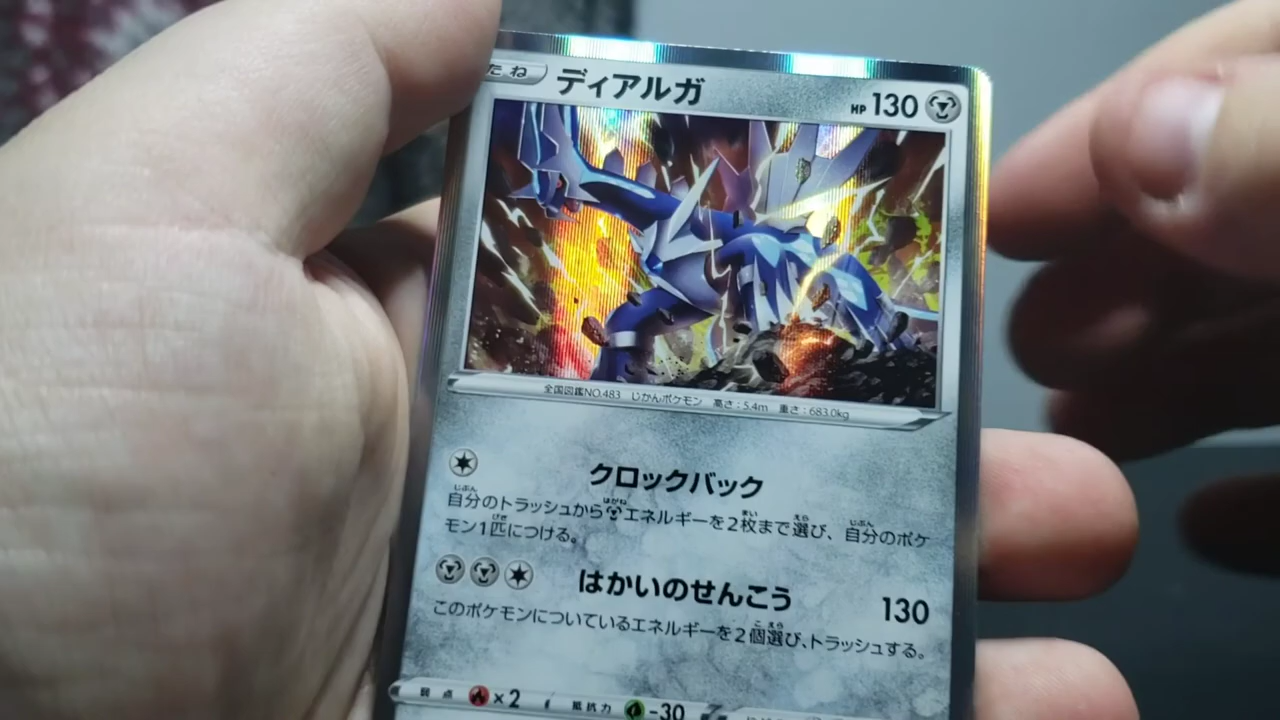 たね ディアルガ HP 130
全国図鑑NO.483 じかんポケモン 高さ:5.4m 重さ:683.0kg
クロックバック
自分のトラッシュからエネルギーを2枚まで選び、自分のポケ
モン1匹につける。
はかいのせんこう 130
このポケモンについているエネルギーを2個選び、トラッシュする。
弱点 ×2 抵抗力 -30